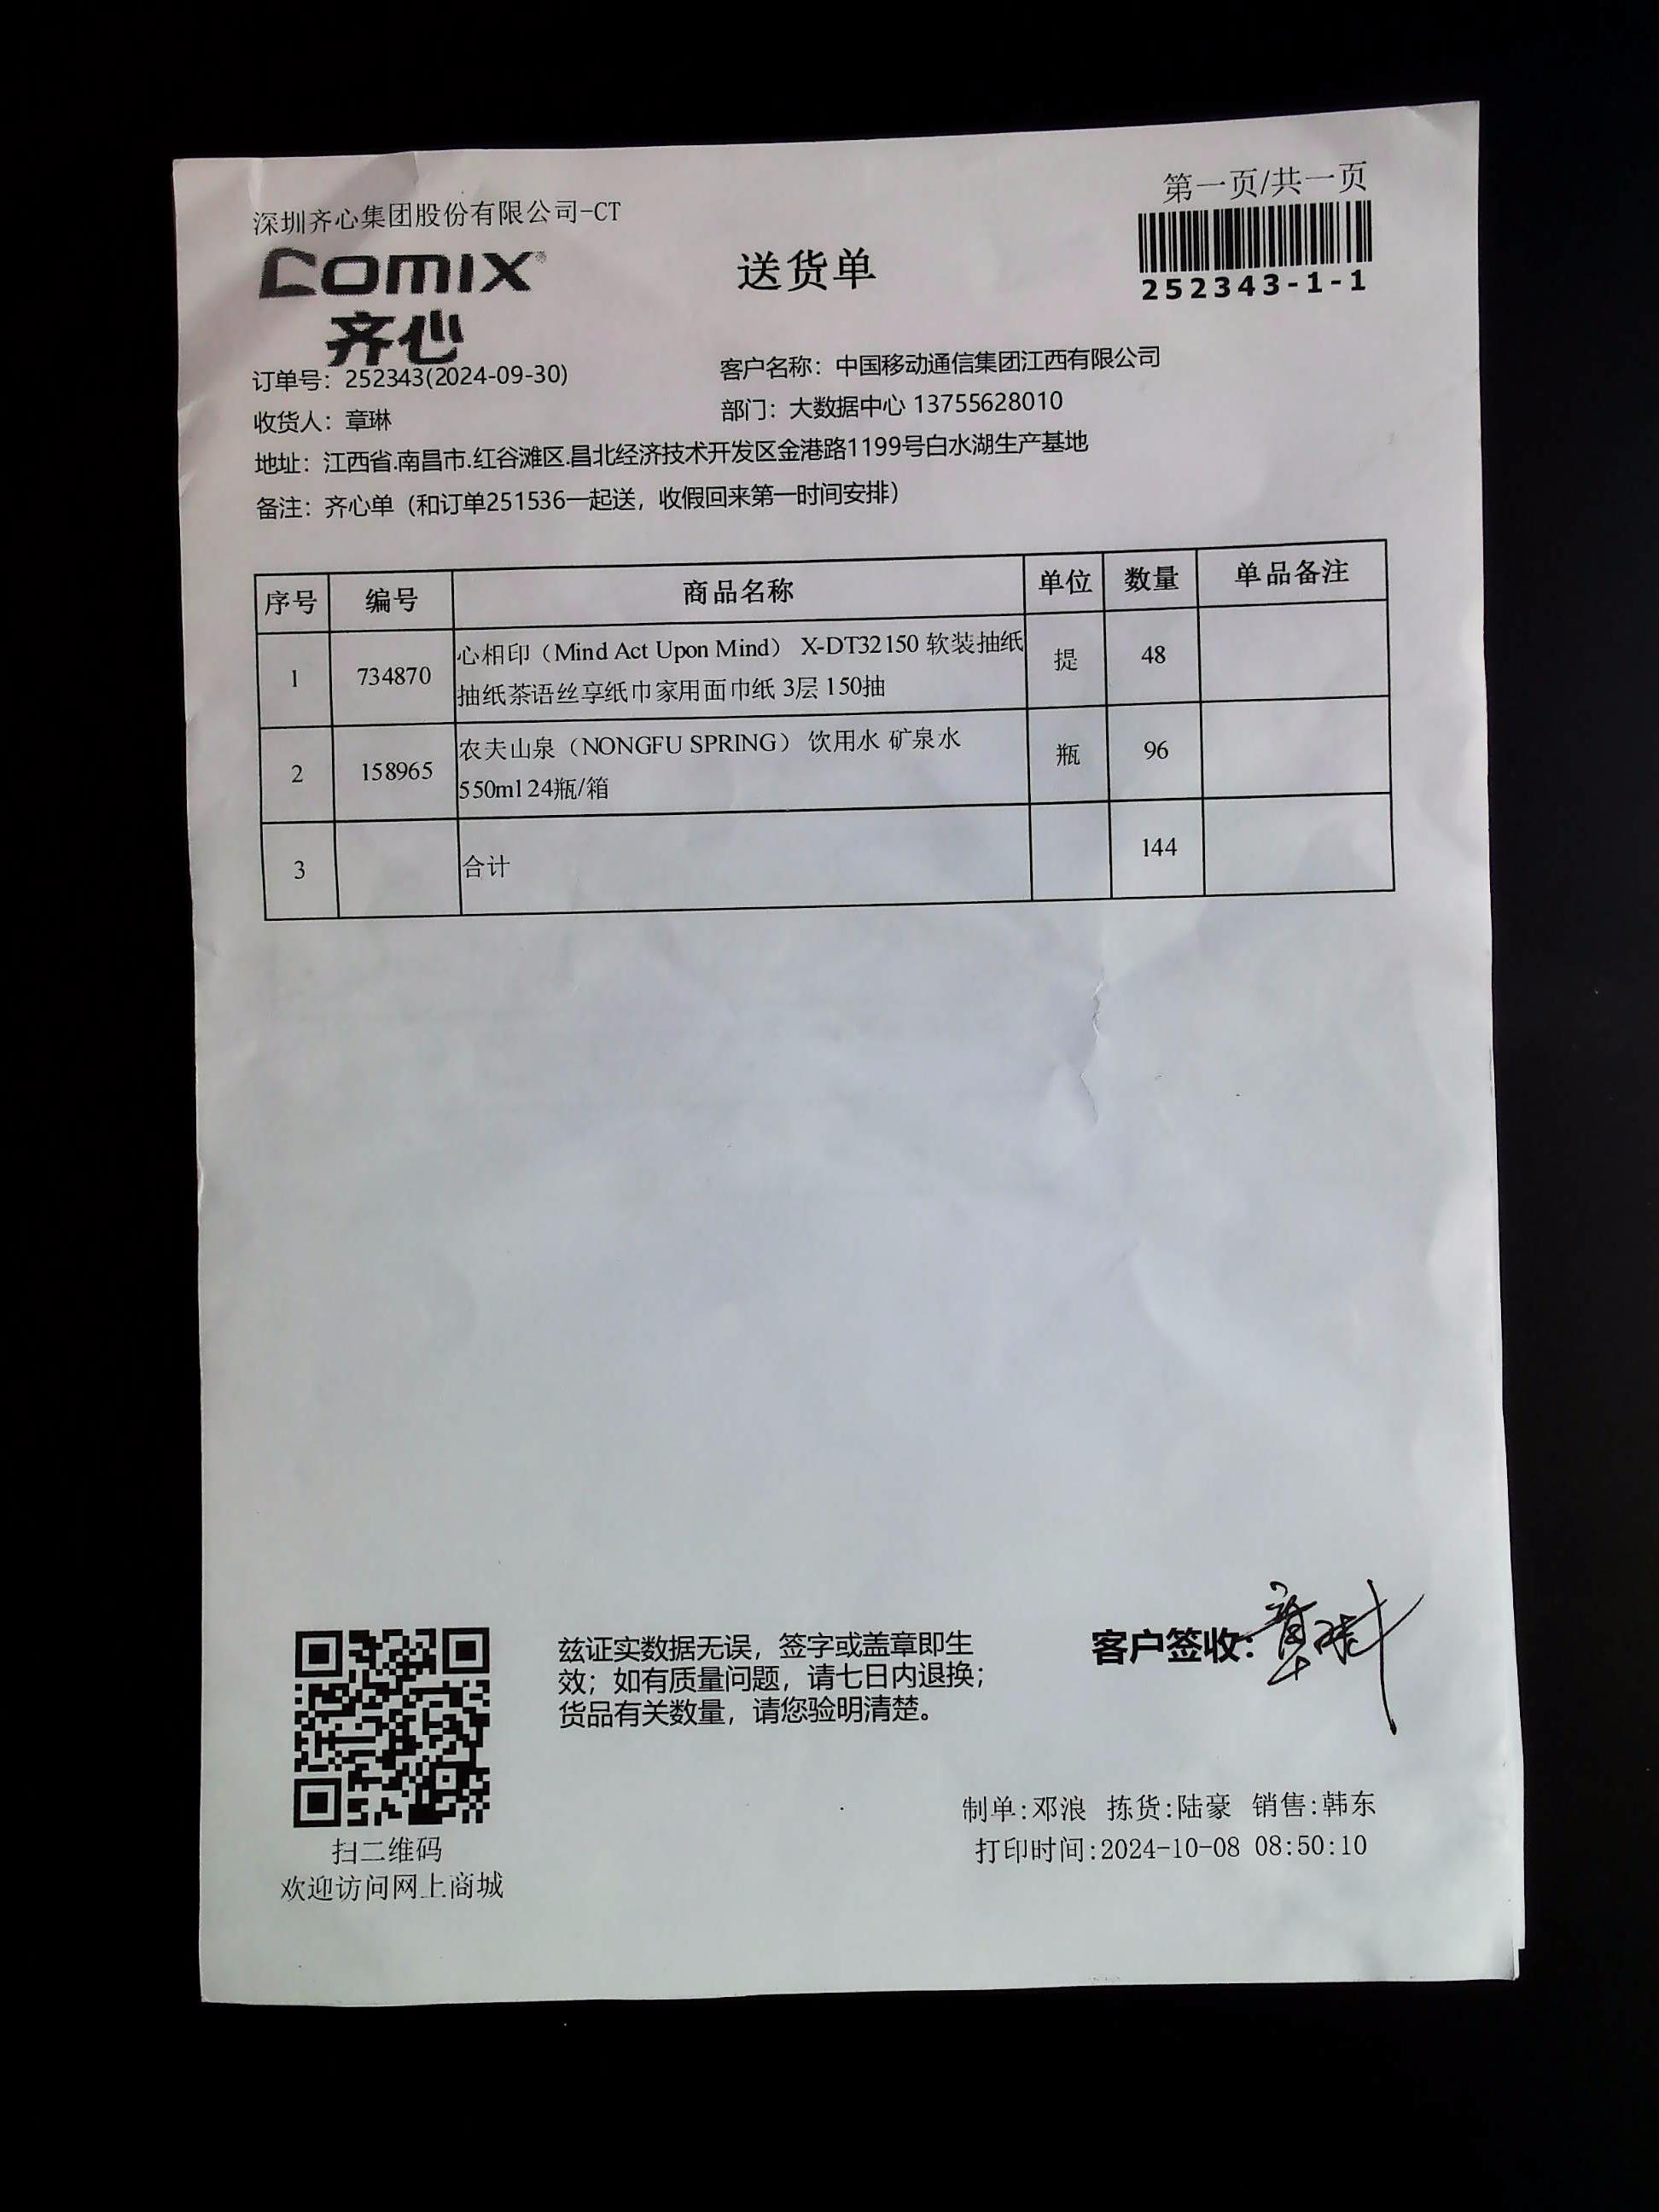 第一页/共一页
深圳齐心集团股份有限公司-CT
COMIX®
齐心
送货单
252343-1-1
订单号：252343(2024-09-30)
客户名称：中国移动通信集团江西有限公司
收货人：章琳
部门：大数据中心 13755628010
地址：江西省.南昌市.红谷滩区.昌北经济技术开发区金港路1199号白水湖生产基地
备注：齐心单（和订单251536一起送，收假回来第一时间安排）
序号 编号 商品名称 单位 数量 单品备注
1 734870 心相印（Mind Act Upon Mind） X-DT32150 软装抽纸 提 48
抽纸茶语丝享纸巾家用面巾纸 3层 150抽
2 158965 农夫山泉（NONGFU SPRING） 饮用水 矿泉水 瓶 96
550ml 24瓶/箱
3 合计 144
兹证实数据无误，签字或盖章即生
效；如有质量问题，请七日内退换；
货品有关数量，请您验明清楚。
客户签收：章琳
扫二维码
欢迎访问网上商城
制单:邓浪 拣货:陆豪 销售:韩东
打印时间:2024-10-08 08:50:10